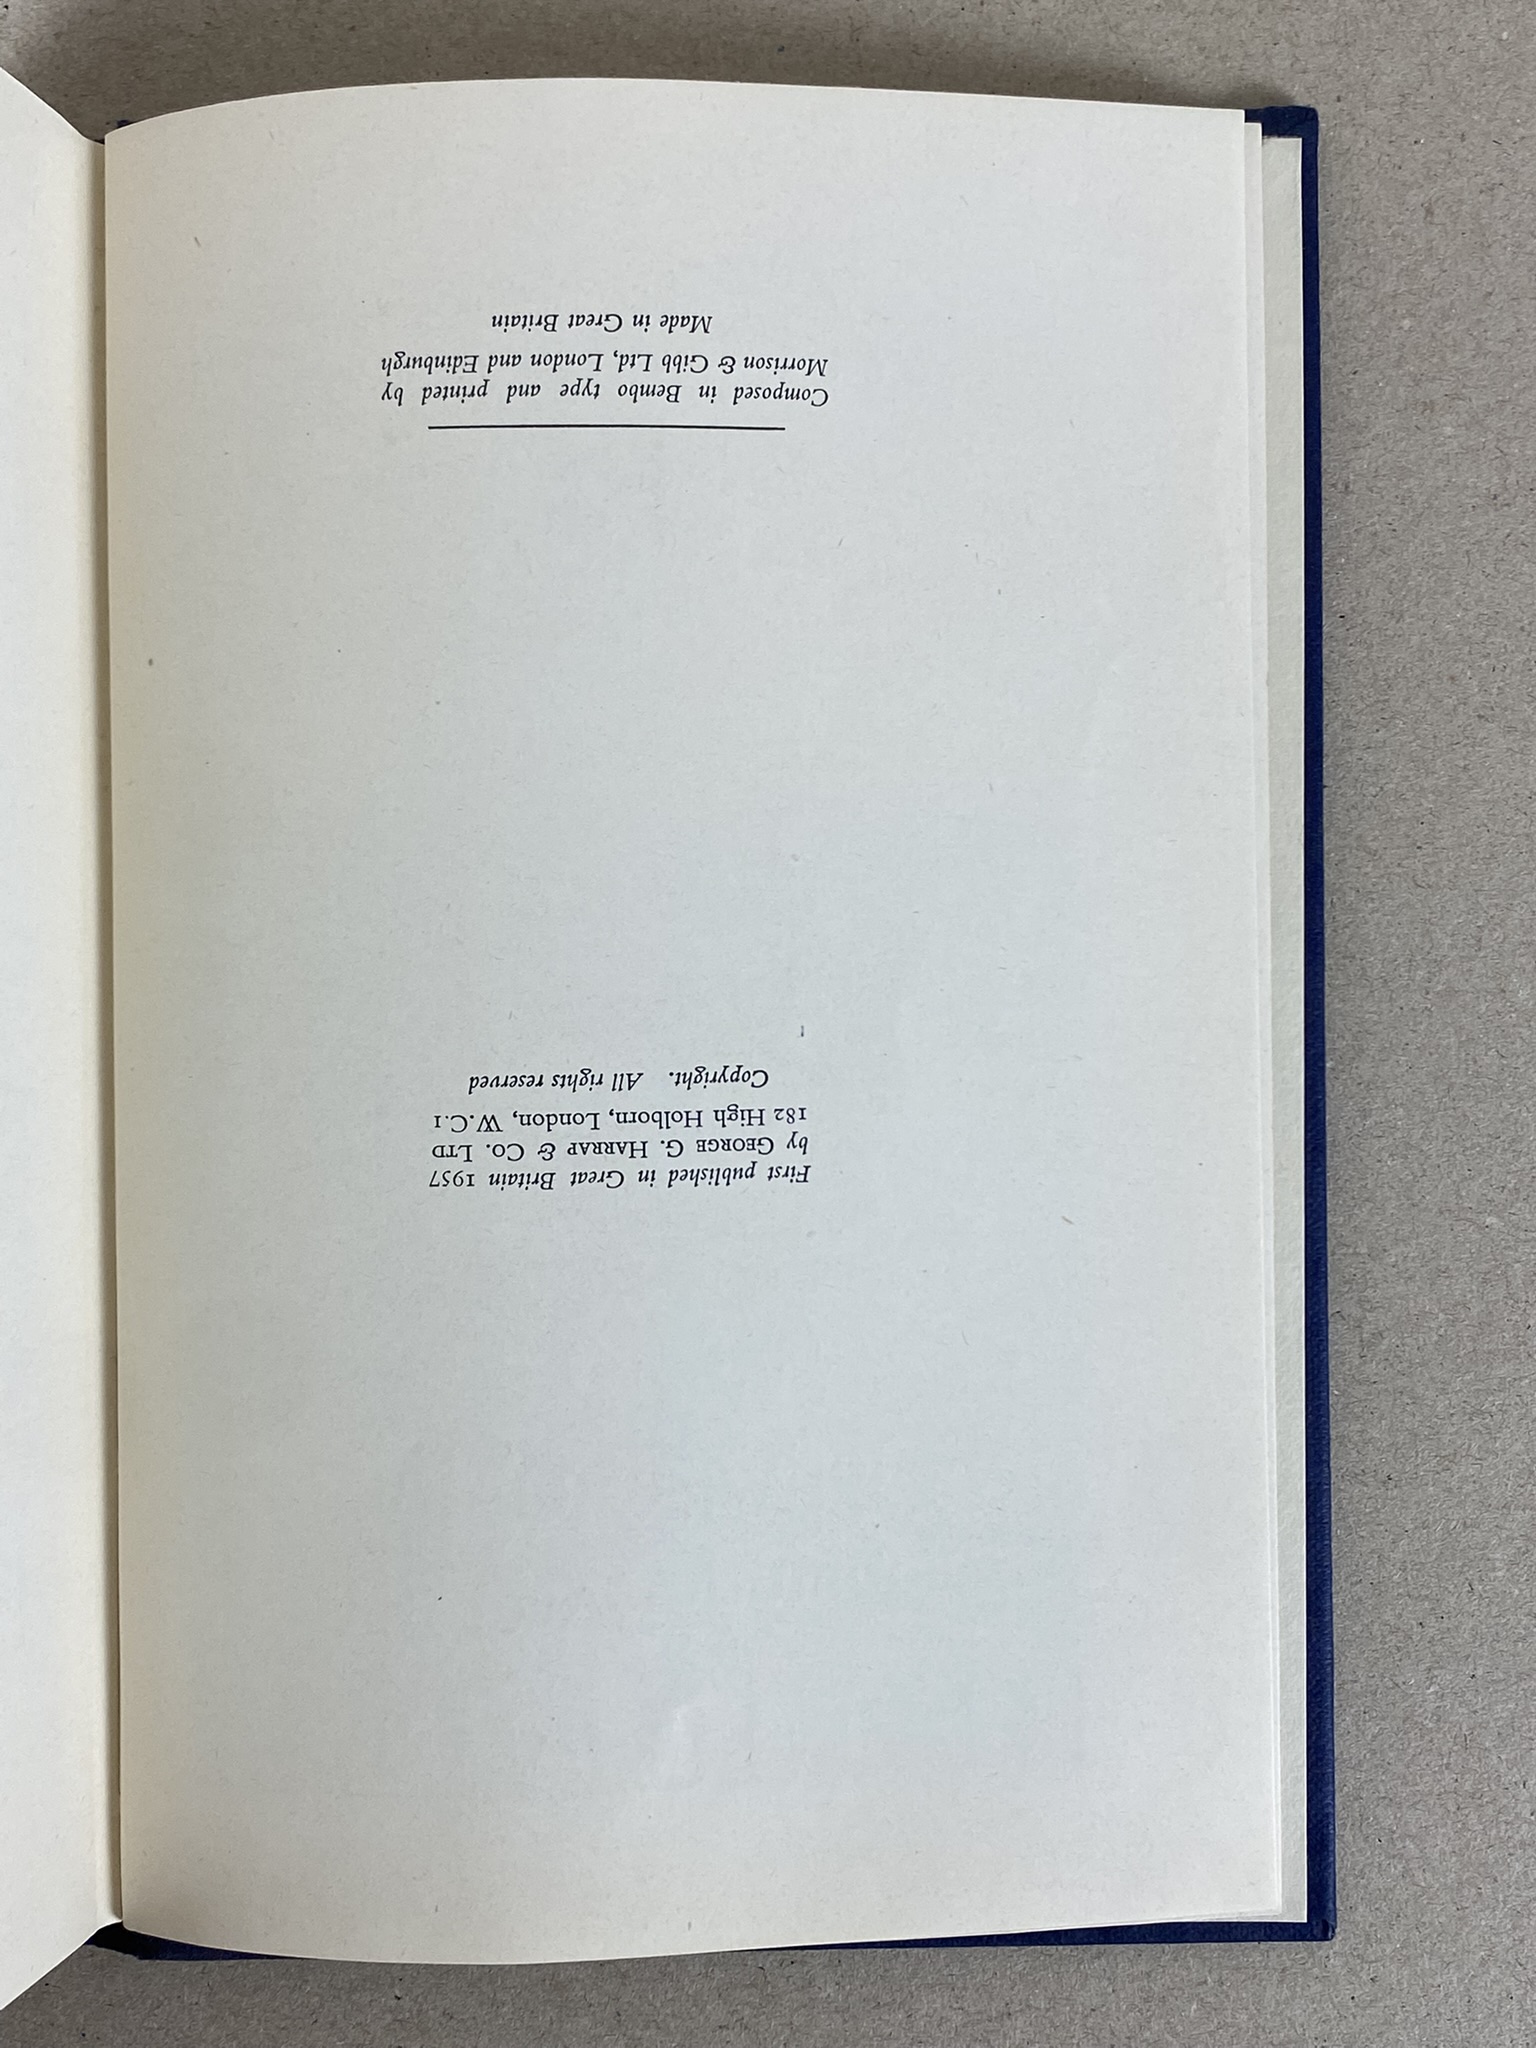 First published in Great Britain 1957
by GEORGE G. HARRAP & CO. LTD
182 High Holborn, London, W.C.1
Copyright. All rights reserved
Composed in Bembo type and printed by
Morrison & Gibb Ltd, London and Edinburgh
Made in Great Britain